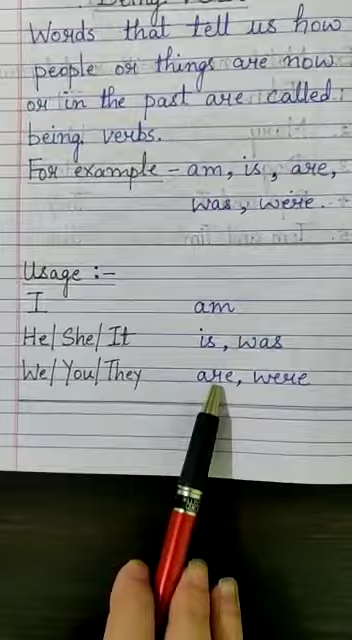 Words that tell us how
people or things are now
or in the past are called
being verbs.
For example - am, is, are,
was, were.
Usage :-
I am
He/She/It is, was
We/You/They are, were